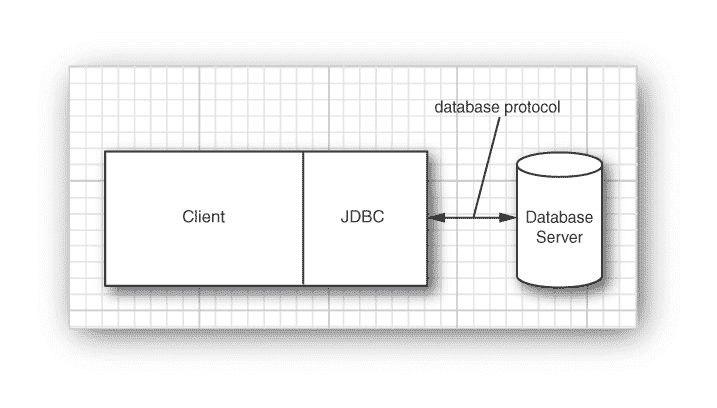 database protocol
Client
JDBC
Database
Server